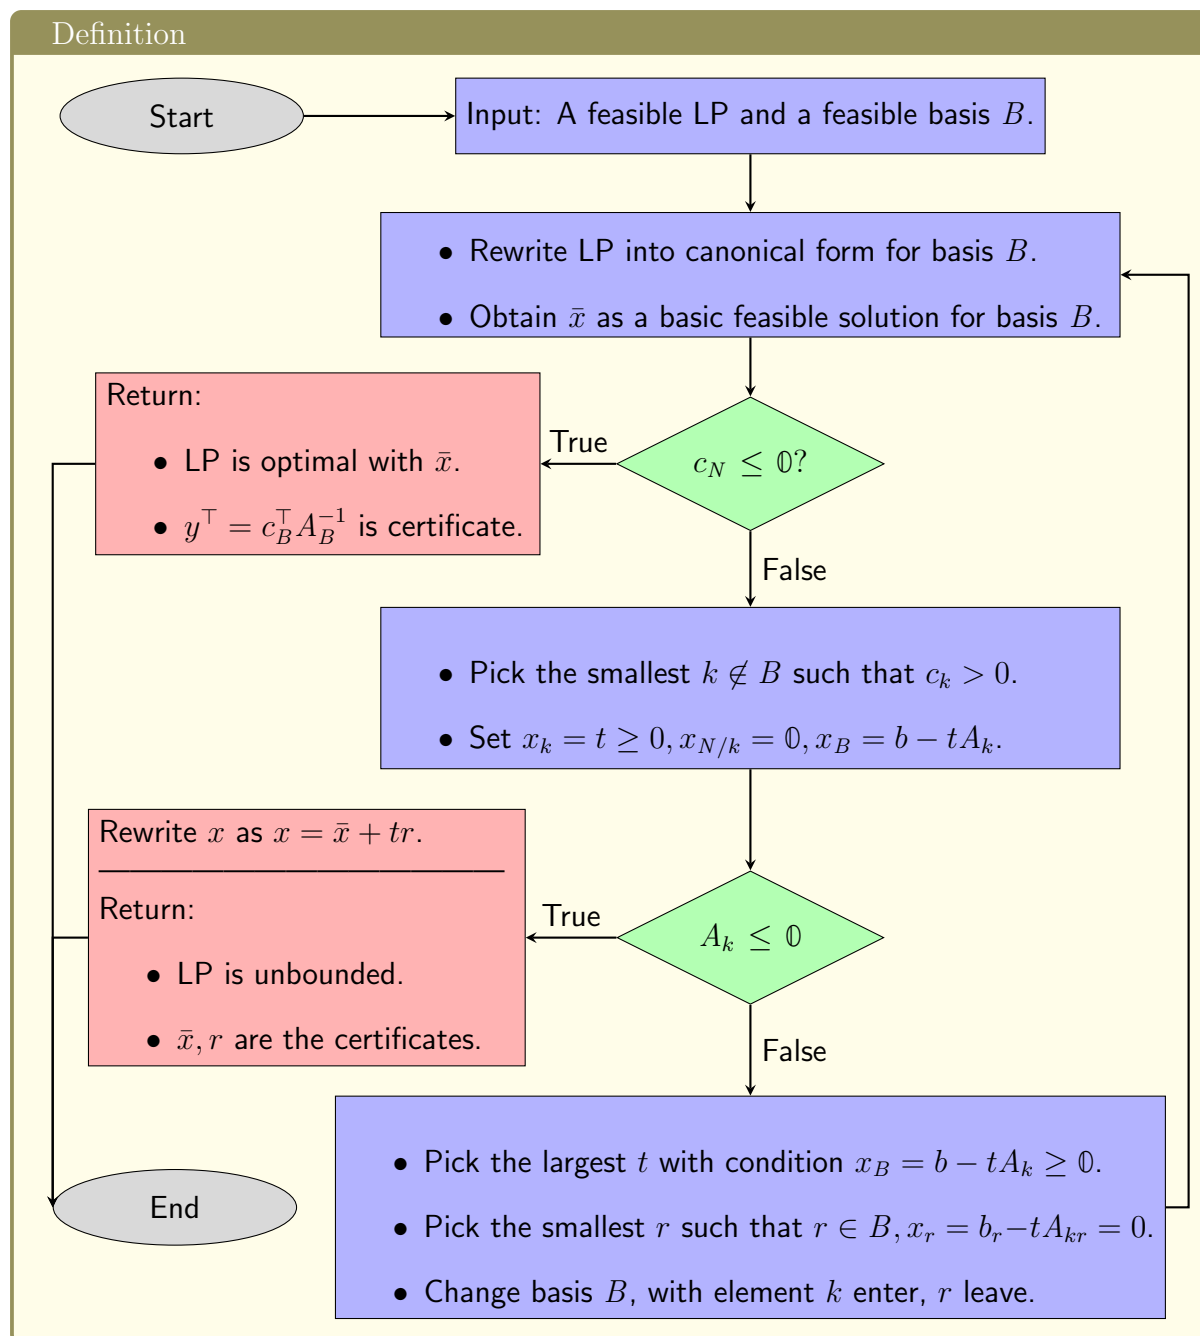 Definition
Start
Input: A feasible LP and a feasible basis B.
• Rewrite LP into canonical form for basis B.
• Obtain x̄ as a basic feasible solution for basis B.
Return:
• LP is optimal with x̄.
• y⊤ = c_B^⊤ A_B^{-1} is certificate.
True
c_N ≤ 𝟘?
False
• Pick the smallest k ∉ B such that c_k > 0.
• Set x_k = t ≥ 0, x_{N/k} = 𝟘, x_B = b − tA_k.
Rewrite x as x = x̄ + tr.
Return:
• LP is unbounded.
• x̄, r are the certificates.
True
A_k ≤ 𝟘
False
• Pick the largest t with condition x_B = b − tA_k ≥ 𝟘.
• Pick the smallest r such that r ∈ B, x_r = b_r−tA_{kr} = 0.
• Change basis B, with element k enter, r leave.
End